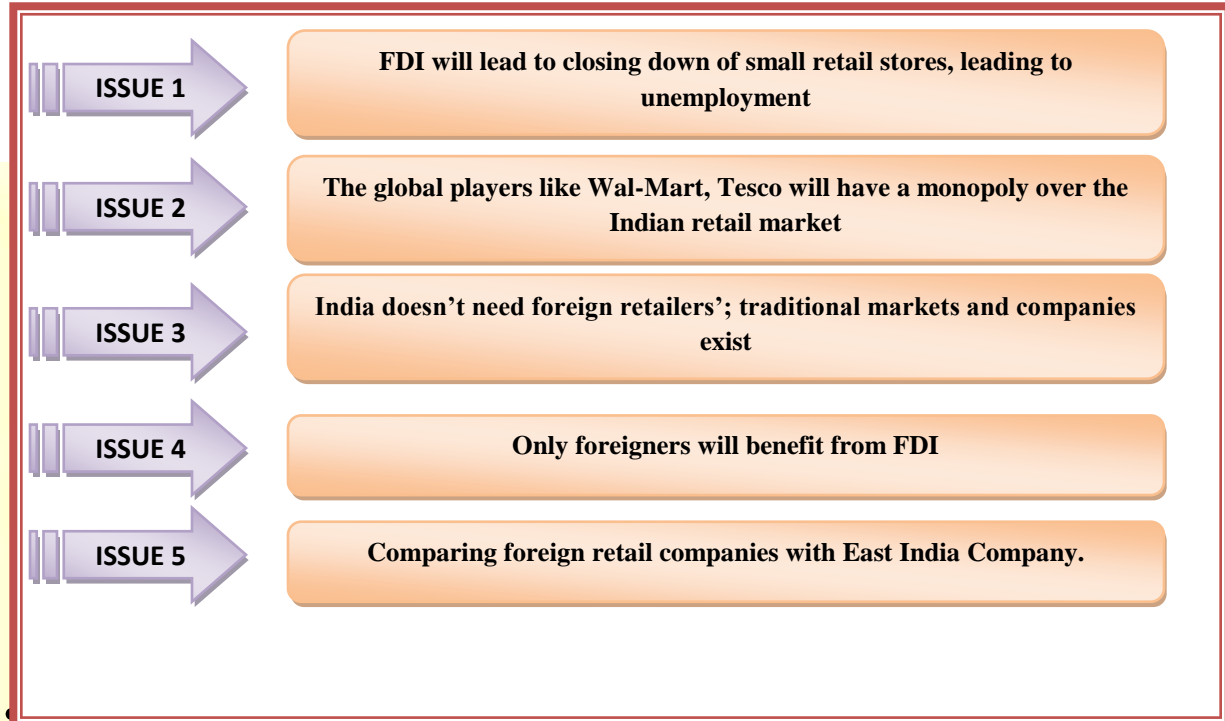 ISSUE 1
FDI will lead to closing down of small retail stores, leading to
unemployment
ISSUE 2
The global players like Wal-Mart, Tesco will have a monopoly over the
Indian retail market
ISSUE 3
India doesn’t need foreign retailers’; traditional markets and companies
exist
ISSUE 4
Only foreigners will benefit from FDI
ISSUE 5
Comparing foreign retail companies with East India Company.